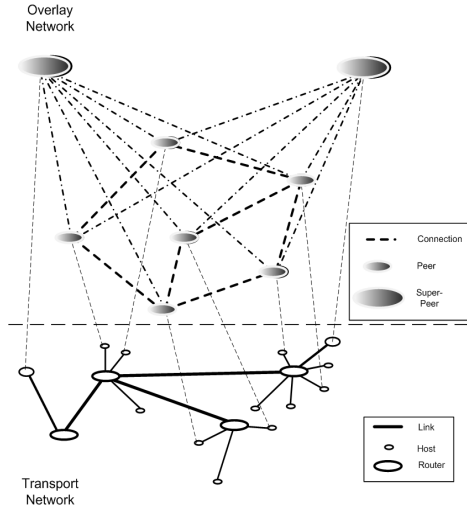 Overlay
Network
Connection
Peer
Super-
Peer
Link
Host
Router
Transport
Network